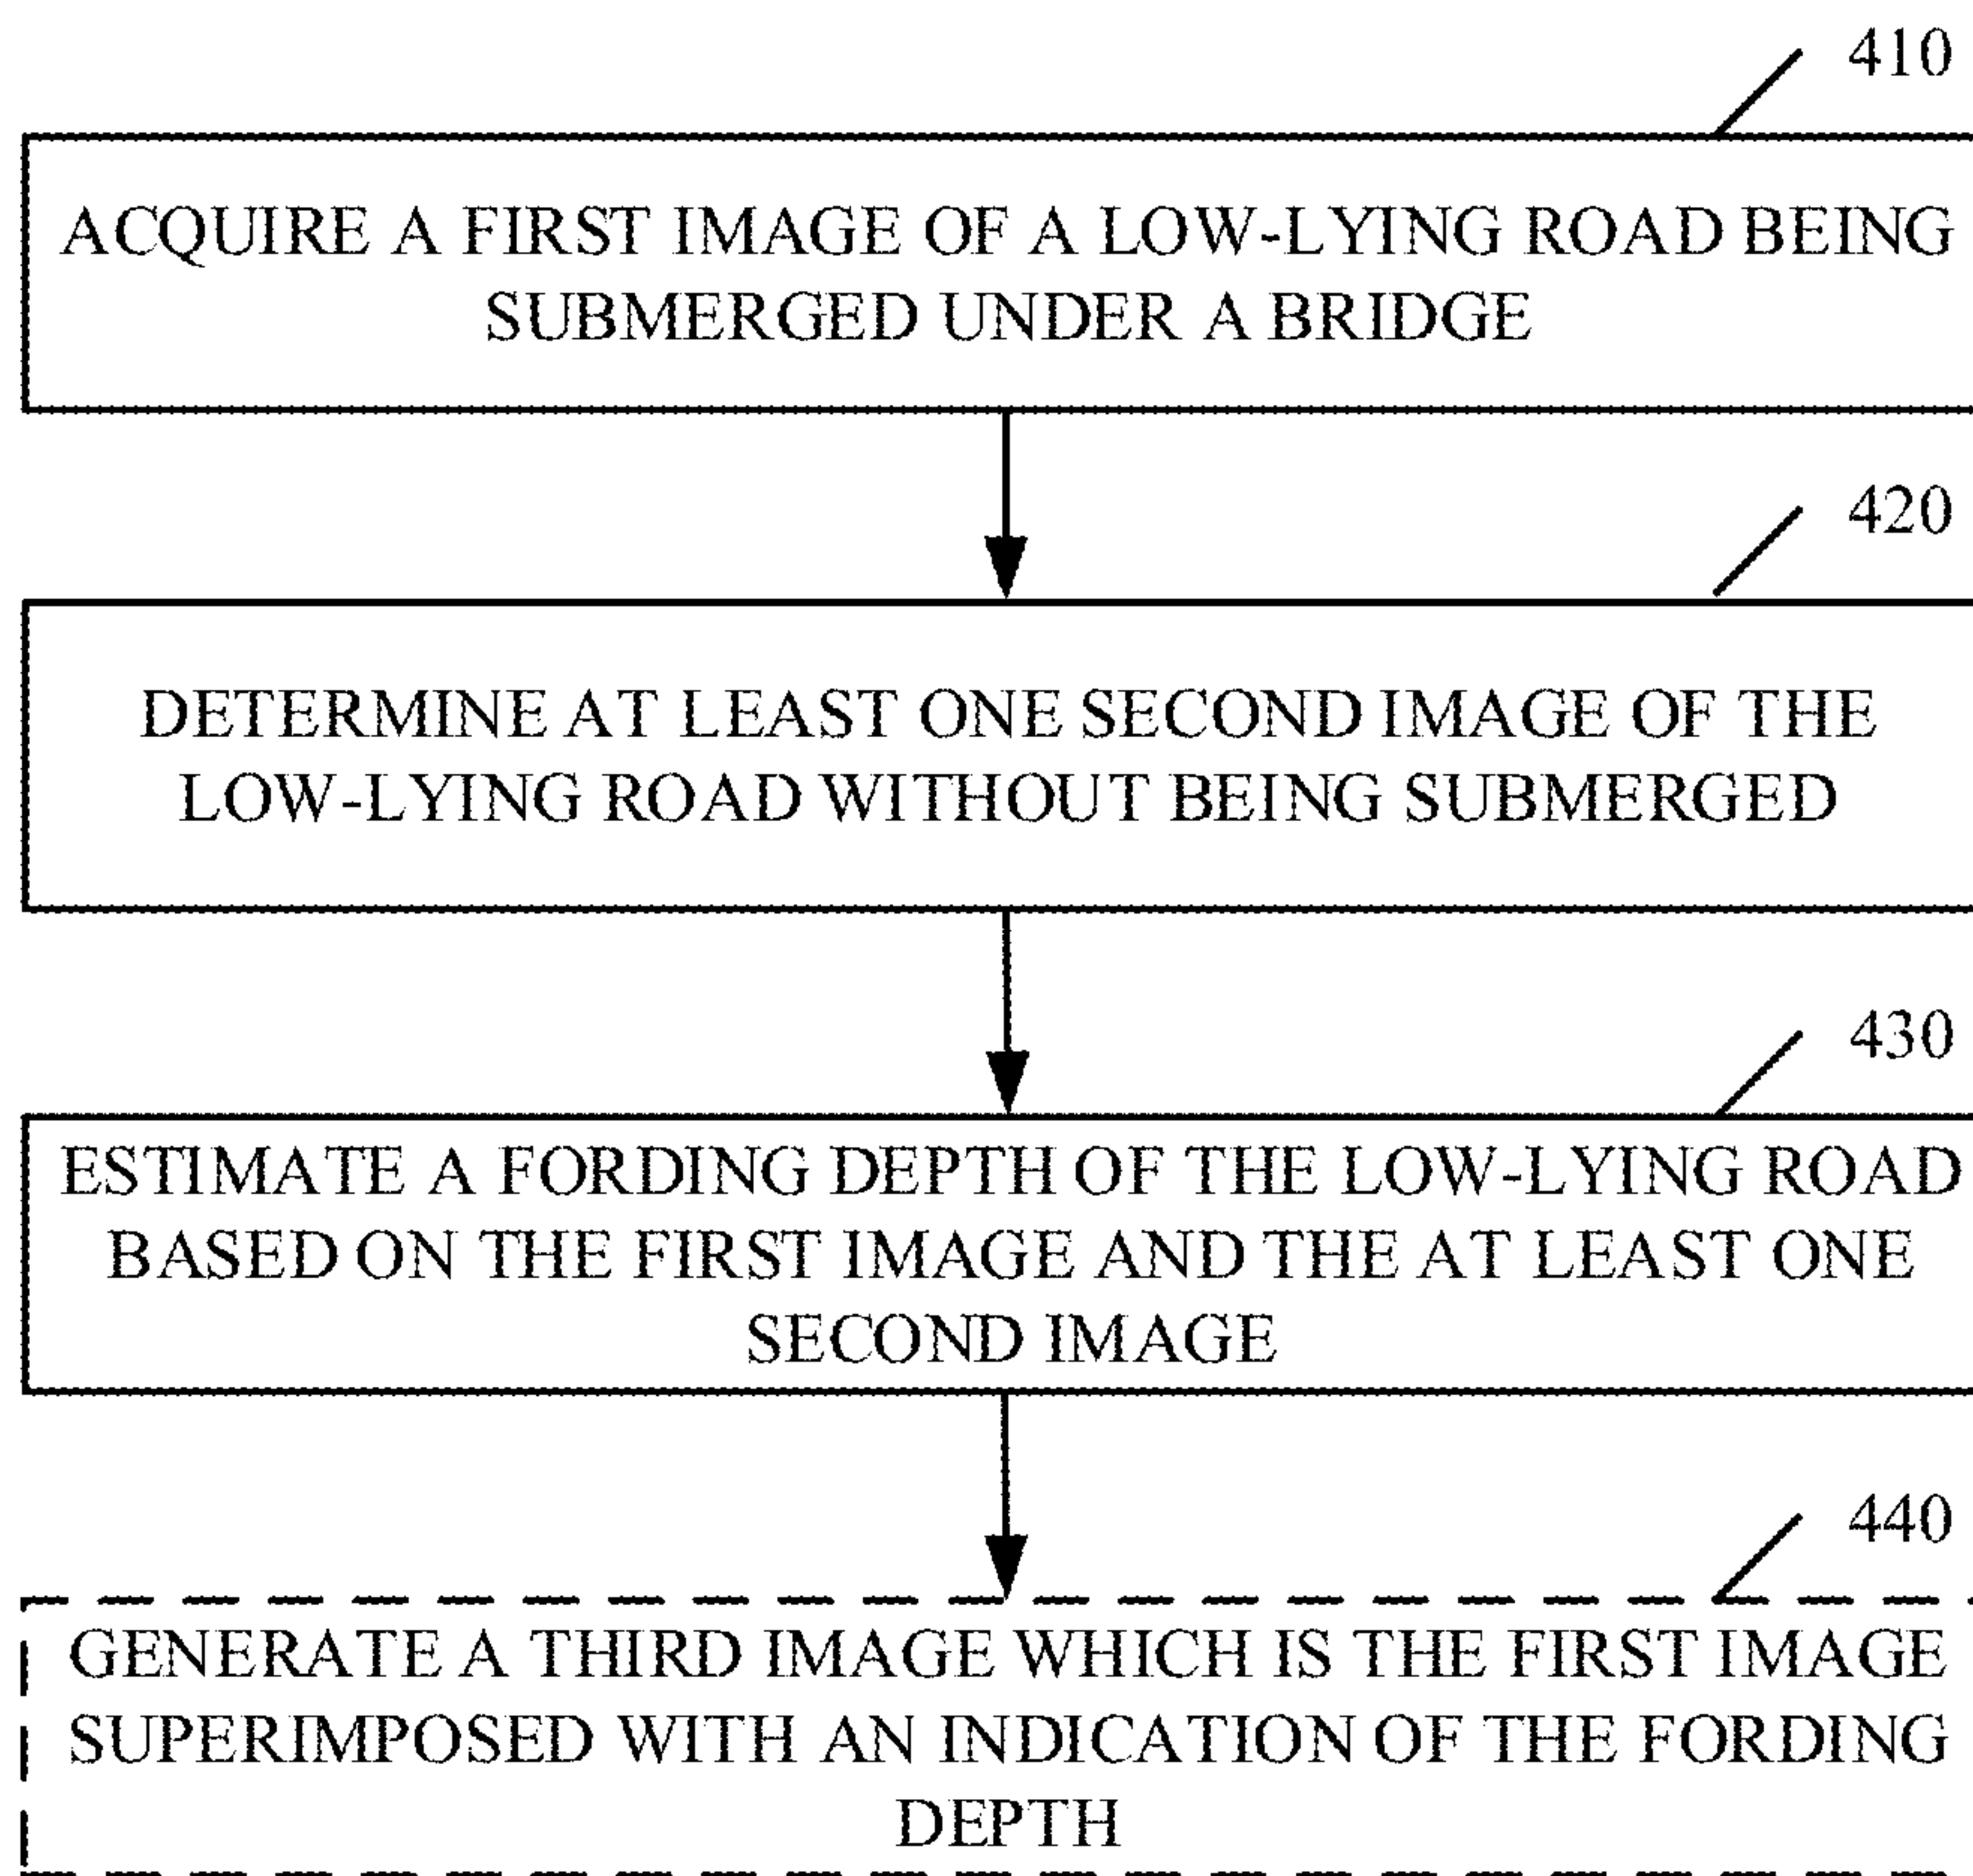 410
ACQUIRE A FIRST IMAGE OF A LOW-LYING ROAD BEING
SUBMERGED UNDER A BRIDGE
420
DETERMINE AT LEAST ONE SECOND IMAGE OF THE
LOW-LYING ROAD WITHOUT BEING SUBMERGED
430
ESTIMATE A FORDING DEPTH OF THE LOW-LYING ROAD
BASED ON THE FIRST IMAGE AND THE AT LEAST ONE
SECOND IMAGE
440
GENERATE A THIRD IMAGE WHICH IS THE FIRST IMAGE
SUPERIMPOSED WITH AN INDICATION OF THE FORDING
DEPTH